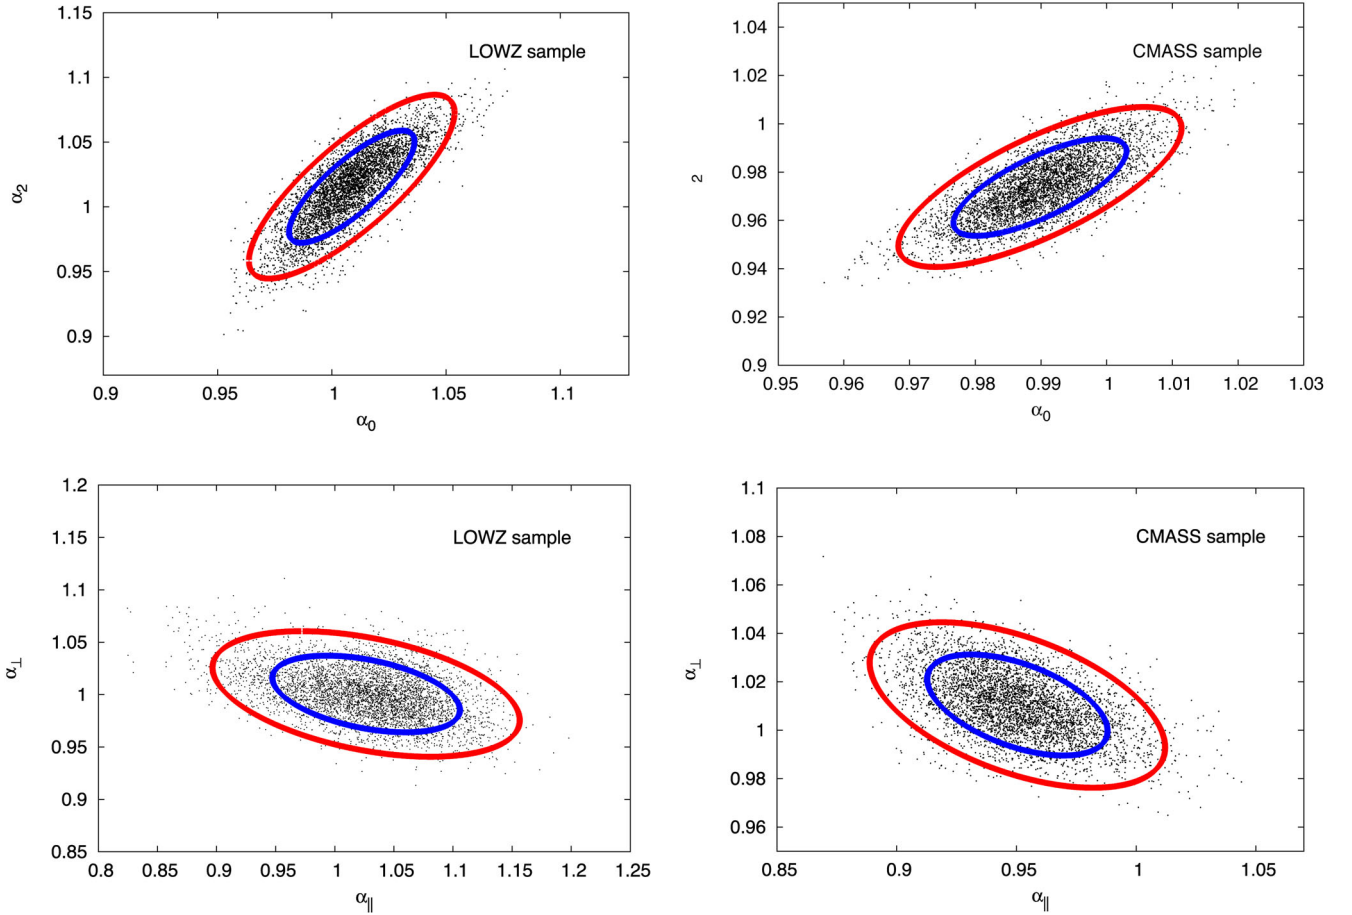 1.15
LOWZ sample
1.1
1.05
α2
1
0.95
0.9
0.9 0.95 1 1.05 1.1
α0
1.04
CMASS sample
1.02
1
0.98
2
0.96
0.94
0.92
0.9
0.95 0.96 0.97 0.98 0.99 1 1.01 1.02 1.03
α0
1.2
LOWZ sample
1.15
1.1
1.05
α⊥
1
0.95
0.9
0.85
0.8 0.85 0.9 0.95 1 1.05 1.1 1.15 1.2 1.25
α||
1.1
CMASS sample
1.08
1.06
1.04
α⊥
1.02
1
0.98
0.96
0.85 0.9 0.95 1 1.05
α||